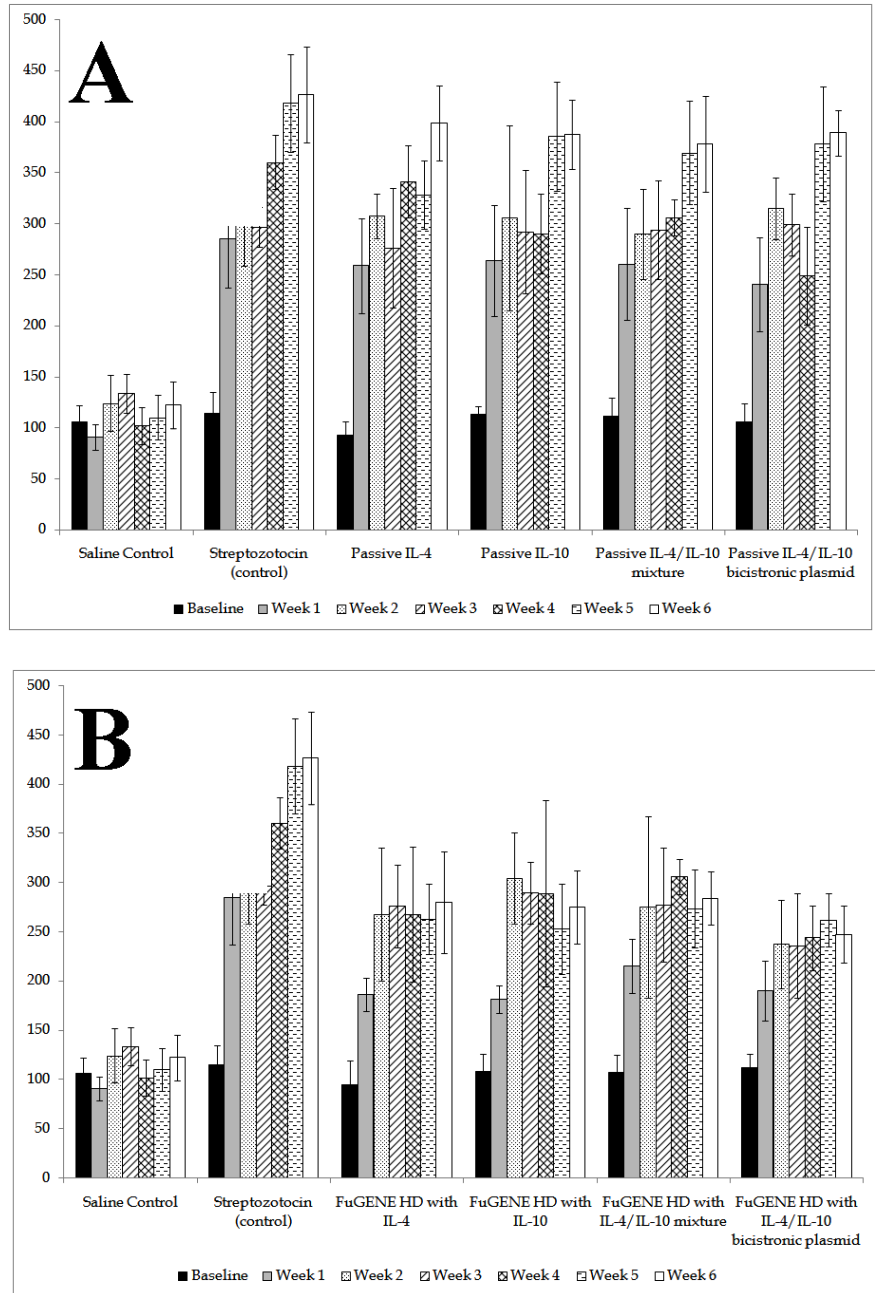 A
500
450
400
350
300
250
200
150
100
50
0
Saline Control
Streptozotocin
(control)
Passive IL-4
Passive IL-10
Passive IL-4/IL-10
mixture
Passive IL-4/IL-10
bicistronic plasmid
Baseline Week 1 Week 2 Week 3 Week 4 Week 5 Week 6
B
500
450
400
350
300
250
200
150
100
50
0
Saline Control
Streptozotocin
(control)
FuGENE HD with
IL-4
FuGENE HD with
IL-10
FuGENE HD with
IL-4/IL-10 mixture
FuGENE HD with
IL-4/IL-10
bicistronic plasmid
Baseline Week 1 Week 2 Week 3 Week 4 Week 5 Week 6